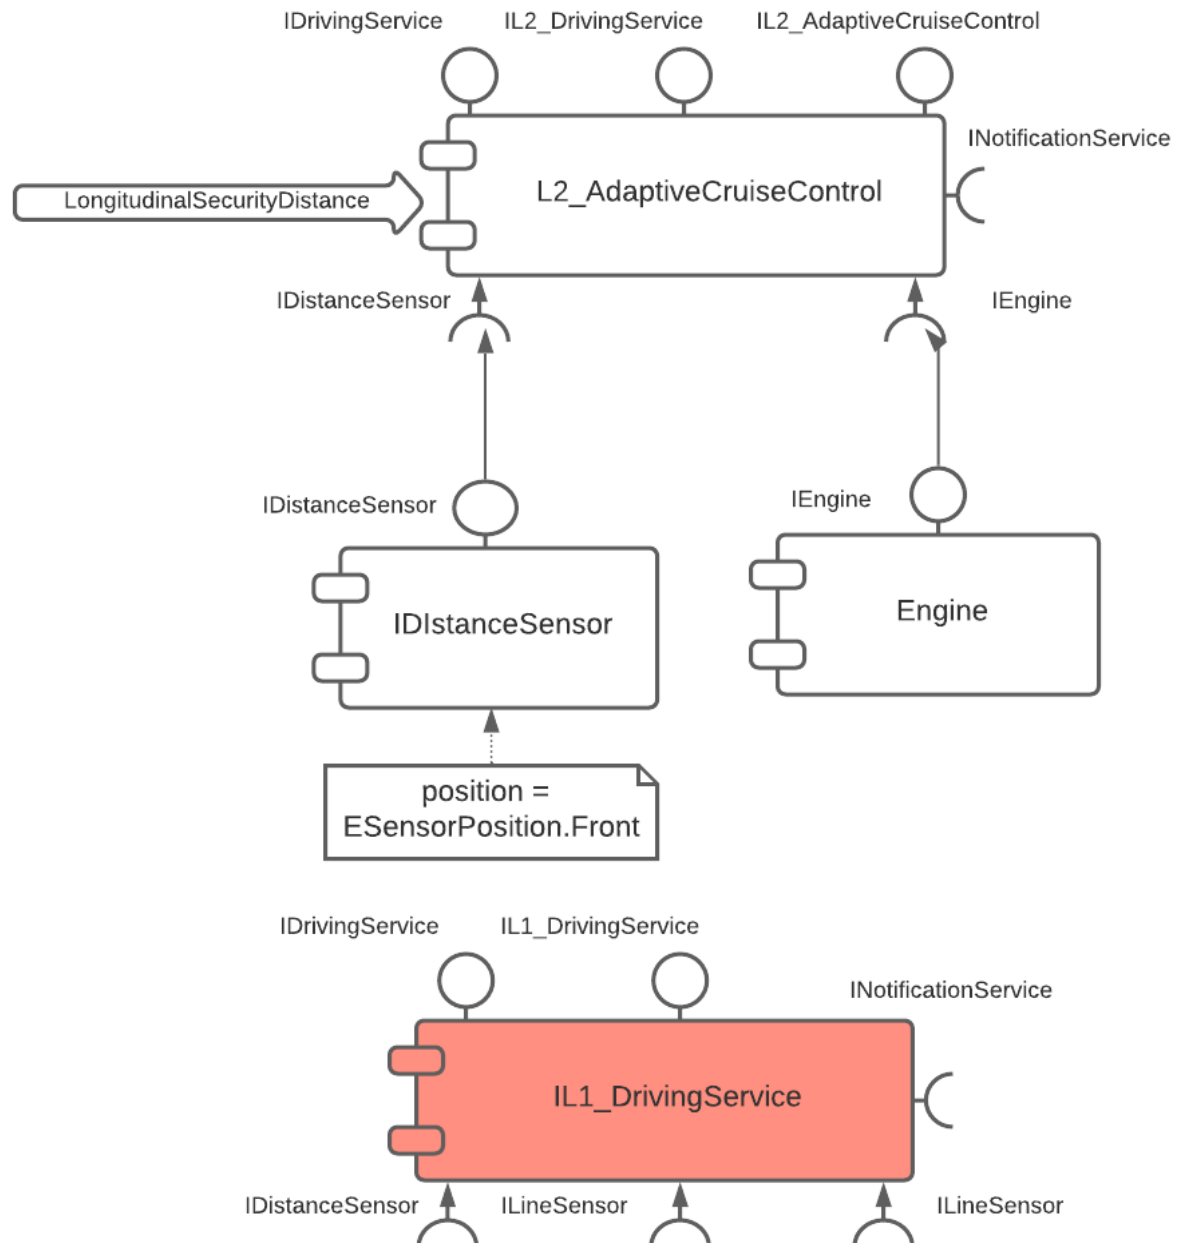 IDrivingService
IL2_DrivingService
IL2_AdaptiveCruiseControl
INotificationService
L2_AdaptiveCruiseControl
LongitudinalSecurityDistance
IDistanceSensor
IEngine
IDistanceSensor
IEngine
IDIstanceSensor
Engine
position =
ESensorPosition.Front
IDrivingService
IL1_DrivingService
INotificationService
IL1_DrivingService
IDistanceSensor
ILineSensor
ILineSensor